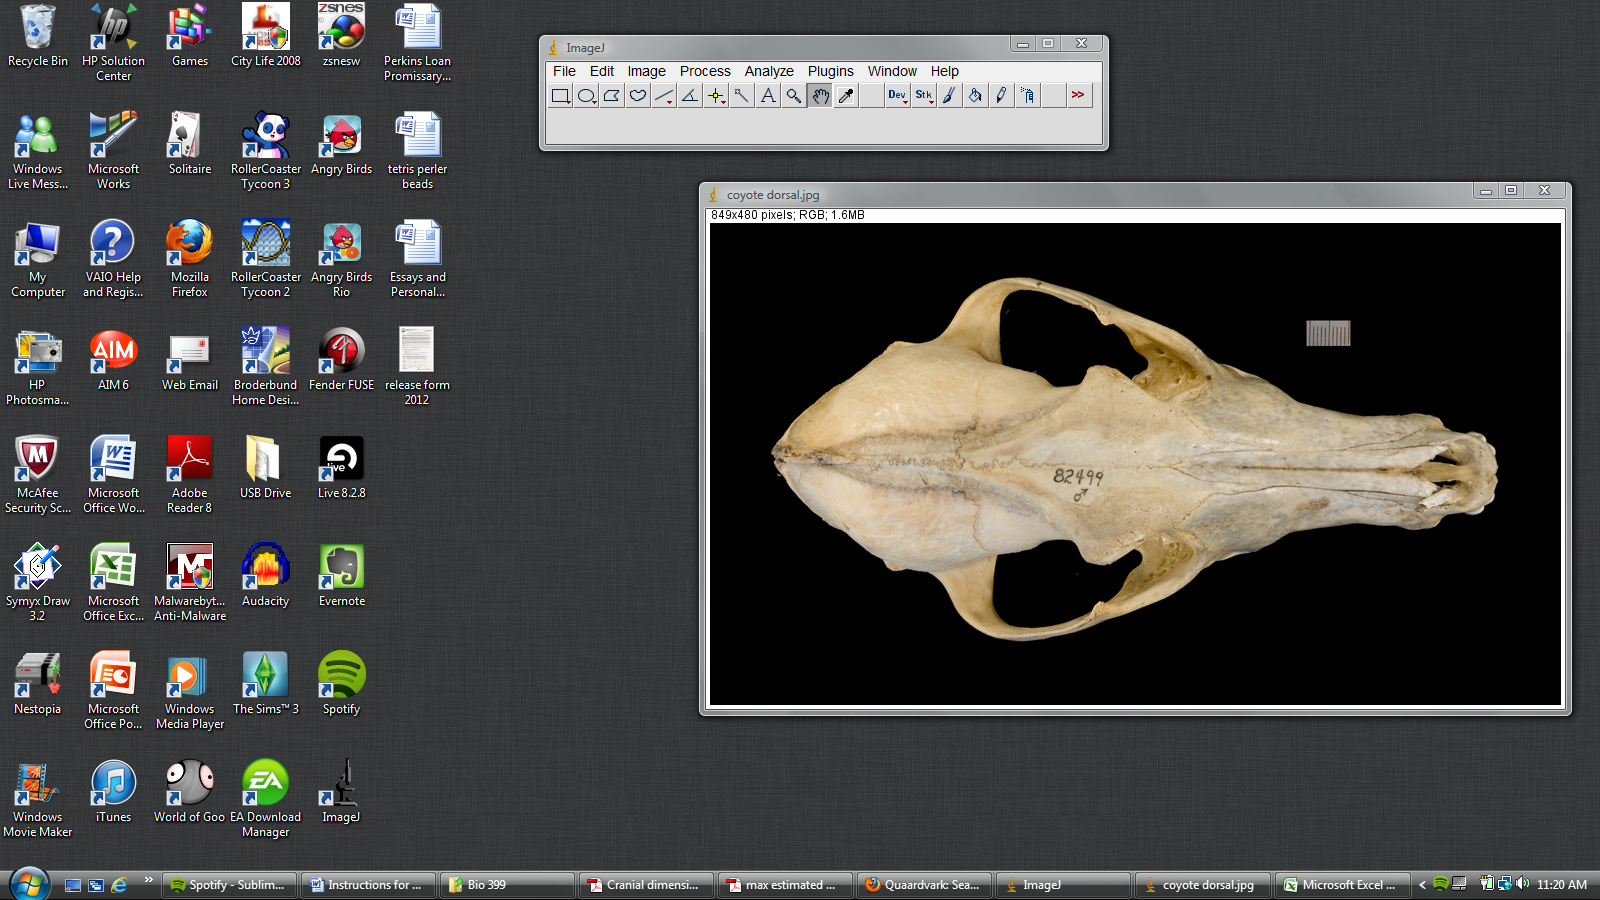 Recycle Bin
HP Solution
Center
Games
City Life 2008
zsnes
zsnesw
Perkins Loan
Promissary...
Windows
Live Mess...
Microsoft
Works
Solitaire
RollerCoaster
Tycoon 3
Angry Birds
tetris perler
beads
My
Computer
VAIO Help
and Regis...
Mozilla
Firefox
RollerCoaster
Tycoon 2
Angry Birds
Rio
Essays and
Personal...
HP
Photosma...
AIM
AIM 6
Web Email
Broderbund
Home Desi...
Fender FUSE
release form
2012
McAfee
Security Sc...
Microsoft
Office Wo...
Adobe
Reader 8
USB Drive
live
Live 8.2.8
Symyx Draw
3.2
Microsoft
Office Exc...
Malwarebyt...
Anti-Malware
Audacity
Evernote
Nestopia
Microsoft
Office Po...
Windows
Media Player
The Sims™ 3
Spotify
Windows
Movie Maker
iTunes
World of Goo
EA
EA Download
Manager
ImageJ
ImageJ
File Edit Image Process Analyze Plugins Window Help
A Dev Stk >>
coyote dorsal.jpg
849x480 pixels; RGB; 1.6MB
82499
♂
Spotify - Sublim... Instructions for ... Bio 399 Cranial dimensi... max estimated ... Quaardvark: Sea... ImageJ coyote dorsal.jpg Microsoft Excel ... 11:20 AM